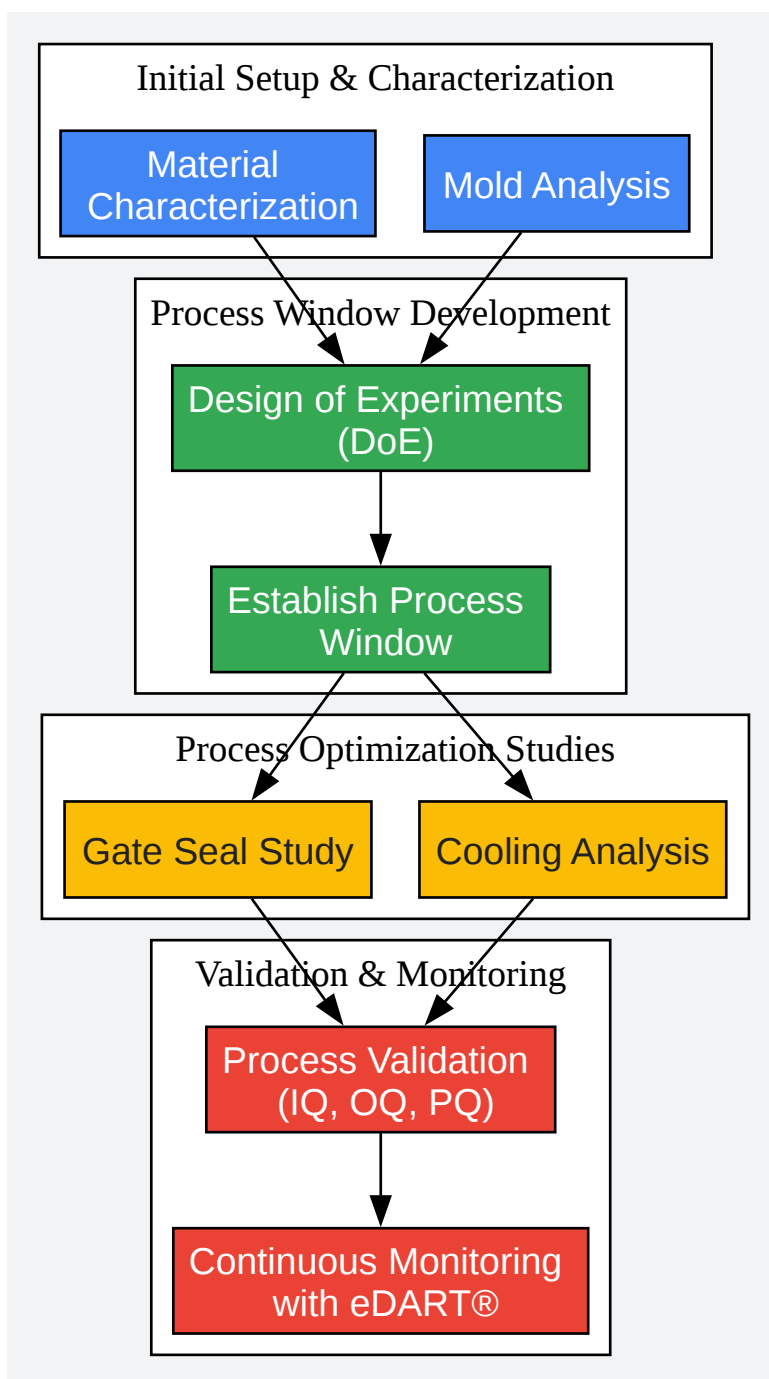 Initial Setup & Characterization
Material
Characterization
Mold Analysis
Process Window Development
Design of Experiments
(DoE)
Establish Process
Window
Process Optimization Studies
Gate Seal Study
Cooling Analysis
Validation & Monitoring
Process Validation
(IQ, OQ, PQ)
Continuous Monitoring
with eDART®